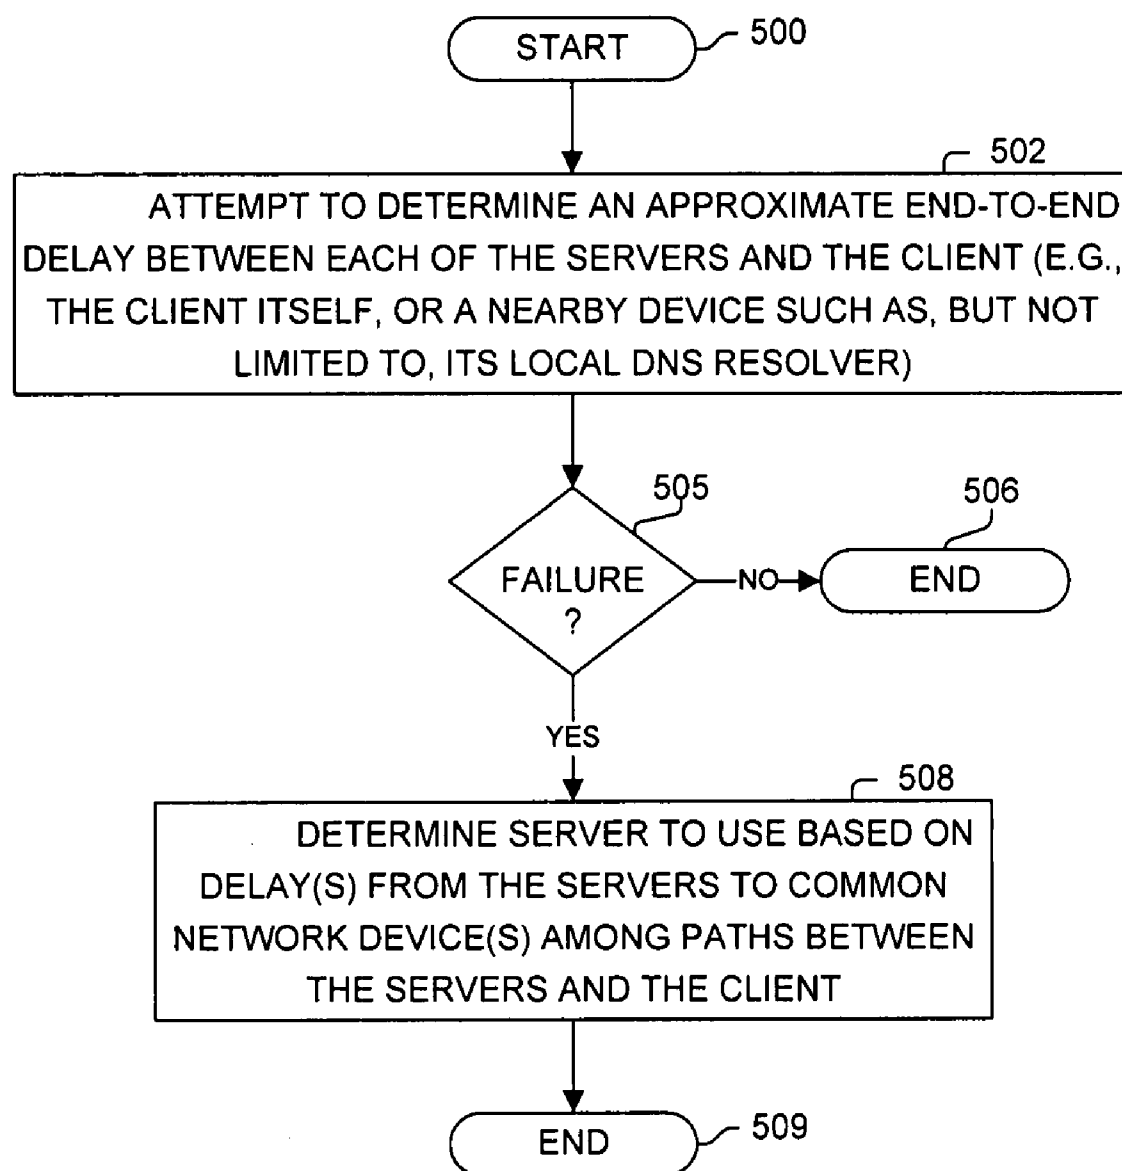 START
500
502
ATTEMPT TO DETERMINE AN APPROXIMATE END-TO-END
DELAY BETWEEN EACH OF THE SERVERS AND THE CLIENT (E.G.,
THE CLIENT ITSELF, OR A NEARBY DEVICE SUCH AS, BUT NOT
LIMITED TO, ITS LOCAL DNS RESOLVER)
505
506
FAILURE
?
NO
END
YES
508
DETERMINE SERVER TO USE BASED ON
DELAY(S) FROM THE SERVERS TO COMMON
NETWORK DEVICE(S) AMONG PATHS BETWEEN
THE SERVERS AND THE CLIENT
END
509